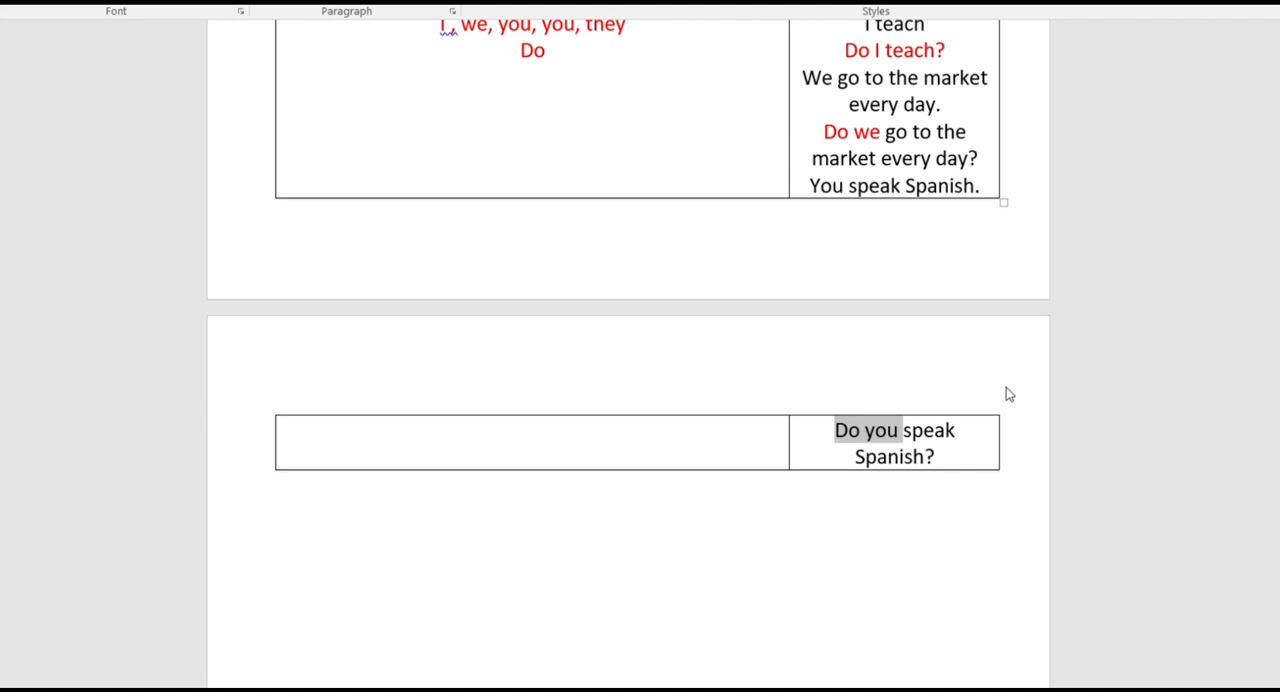 Font Paragraph Styles
I, we, you, you, they
Do
I teach
Do I teach?
We go to the market
every day.
Do we go to the
market every day?
You speak Spanish.
Do you speak
Spanish?